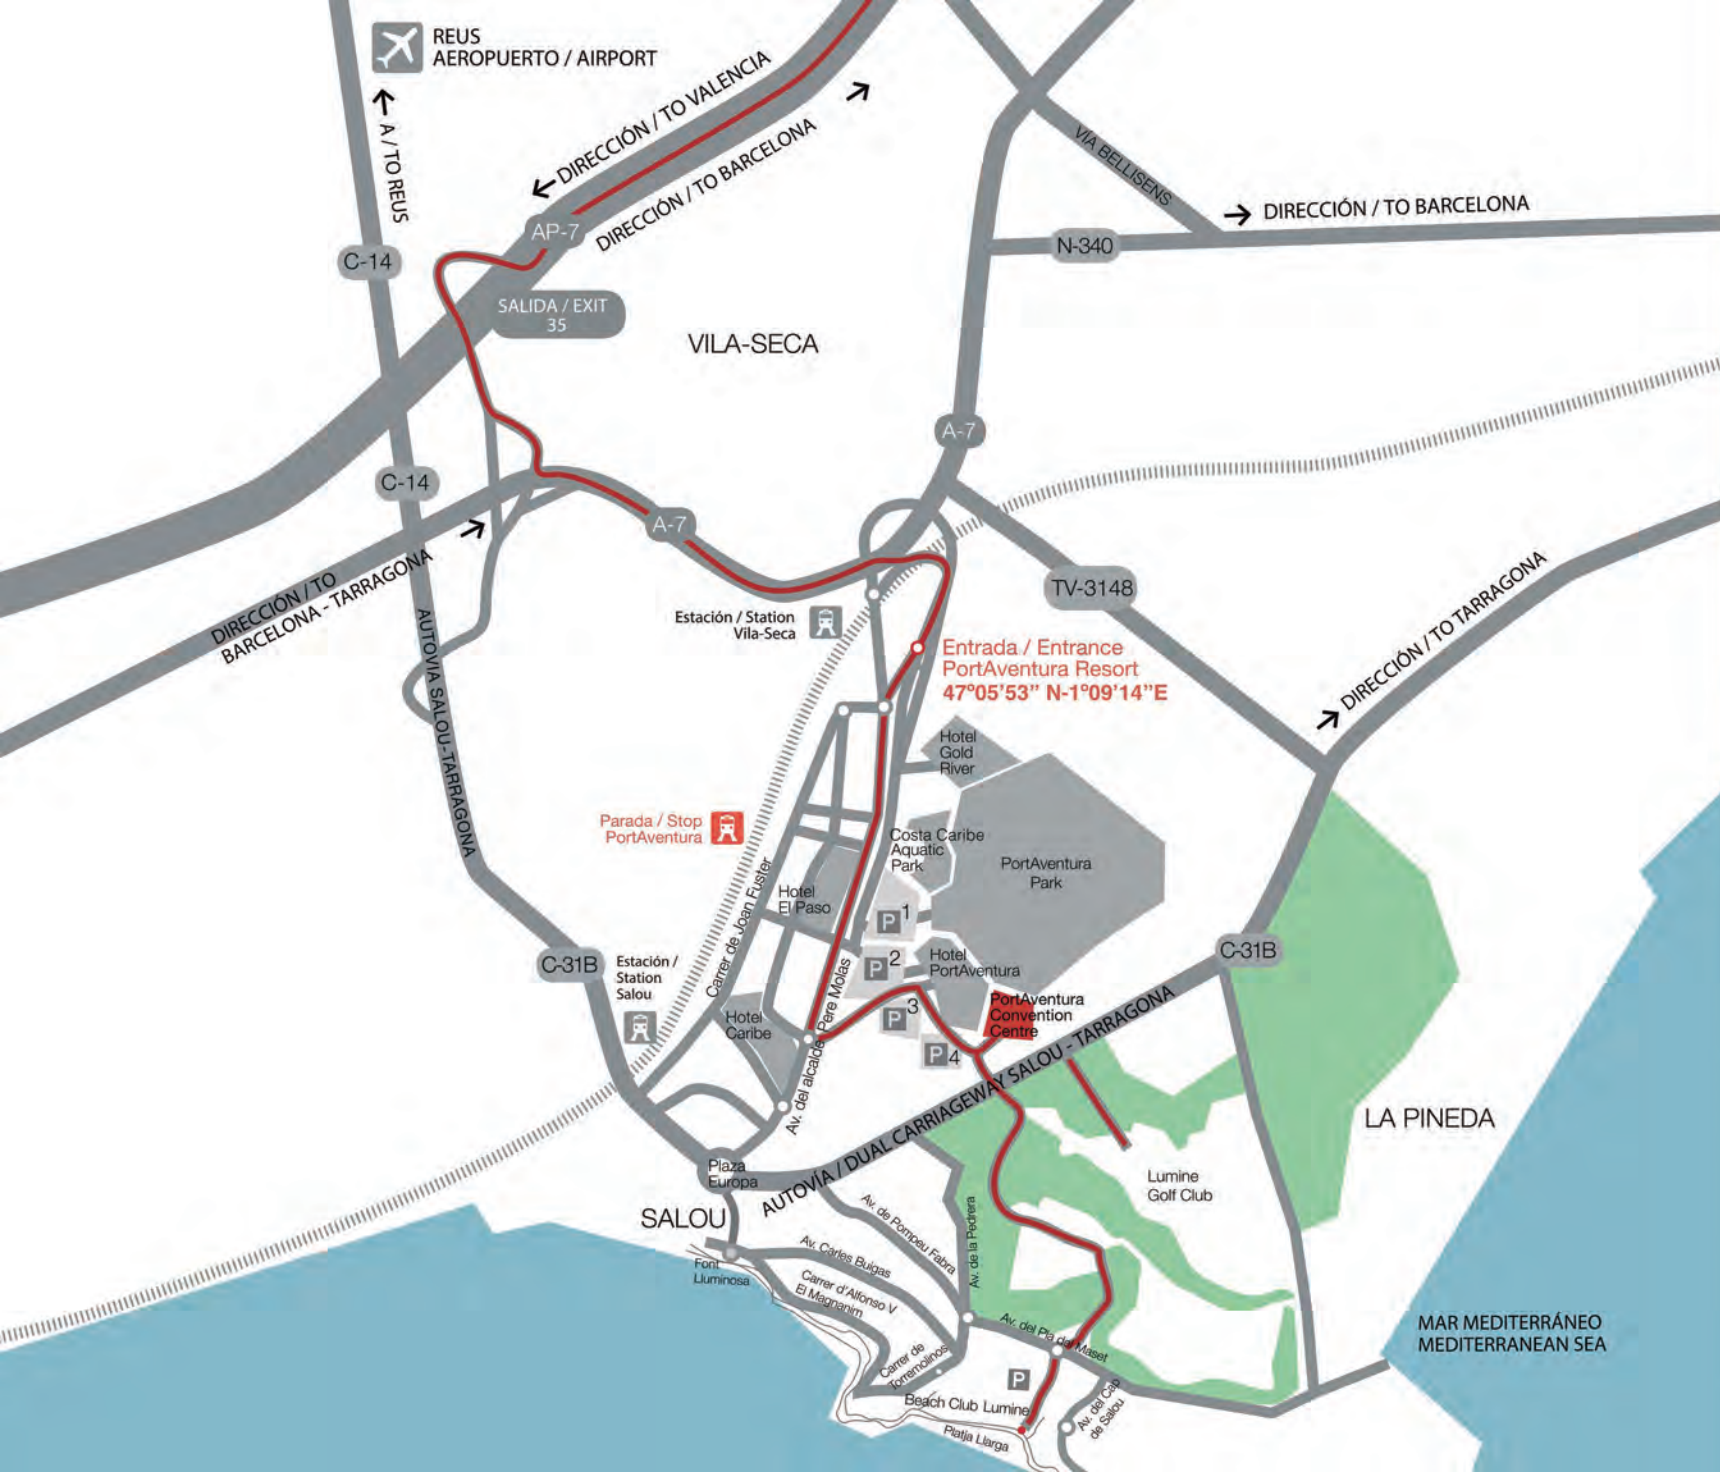 REUS
AEROPUERTO / AIRPORT
A / TO REUS
DIRECCIÓN / TO VALENCIA
DIRECCIÓN / TO BARCELONA
AP-7
C-14
SALIDA / EXIT
35
VILA-SECA
VIA BELLISENS
DIRECCIÓN / TO BARCELONA
N-340
A-7
C-14
A-7
DIRECCIÓN / TO
BARCELONA - TARRAGONA
AUTOVIA SALOU-TARRAGONA
TV-3148
DIRECCIÓN / TO TARRAGONA
Estación / Station
Vila-Seca
Entrada / Entrance
PortAventura Resort
47º05'53” N-1º09'14”E
Hotel
Gold
River
Parada / Stop
PortAventura
Costa Caribe
Aquatic
Park
PortAventura
Park
Carrer de Joan Fuster
Hotel
El Paso
P 1
P 2
Hotel
PortAventura
P 3
P 4
C-31B
Estación /
Station
Salou
C-31B
Hotel
Caribe
Av. del alcalde Pere Molas
PortAventura
Convention
Centre
AUTOVÍA / DUAL CARRIAGEWAY SALOU - TARRAGONA
LA PINEDA
Plaza
Europa
Lumine
Golf Club
SALOU
Av. de Pompeu Fabra
Av. de la Pedrera
Av. Carles Buigas
Font
Lluminosa
Carrer d'Alfonso V
El Magnanim
Av. del Pla del Maset
MAR MEDITERRÁNEO
MEDITERRANEAN SEA
Carrer de
Torremolinos
P
Beach Club Lumine
Av. del Cap
de Salou
Platja Llarga